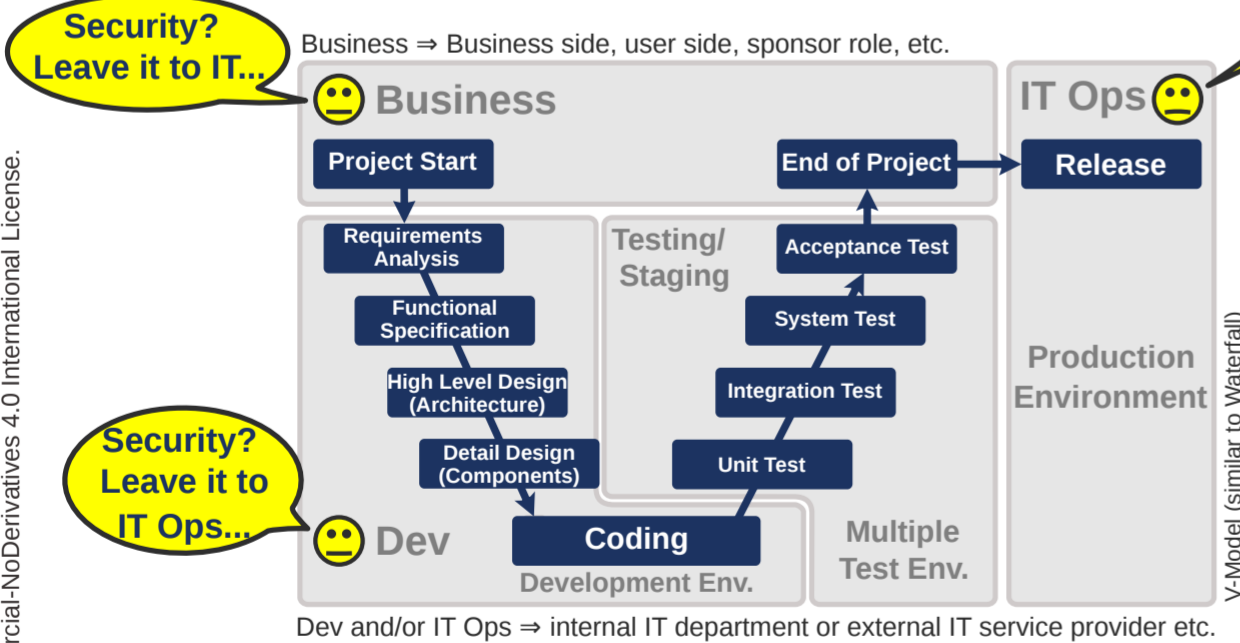 Security?
Leave it to IT...
Business ⇒ Business side, user side, sponsor role, etc.
Business
IT Ops
Project Start
End of Project
Release
Requirements
Analysis
Testing/
Staging
Acceptance Test
Functional
Specification
System Test
High Level Design
(Architecture)
Integration Test
Production
Environment
Detail Design
(Components)
Unit Test
Security?
Leave it to
IT Ops...
Dev
Coding
Development Env.
Multiple
Test Env.
Dev and/or IT Ops ⇒ internal IT department or external IT service provider etc.
rcial-NoDerivatives 4.0 International License.
V-Model (similar to Waterfall)